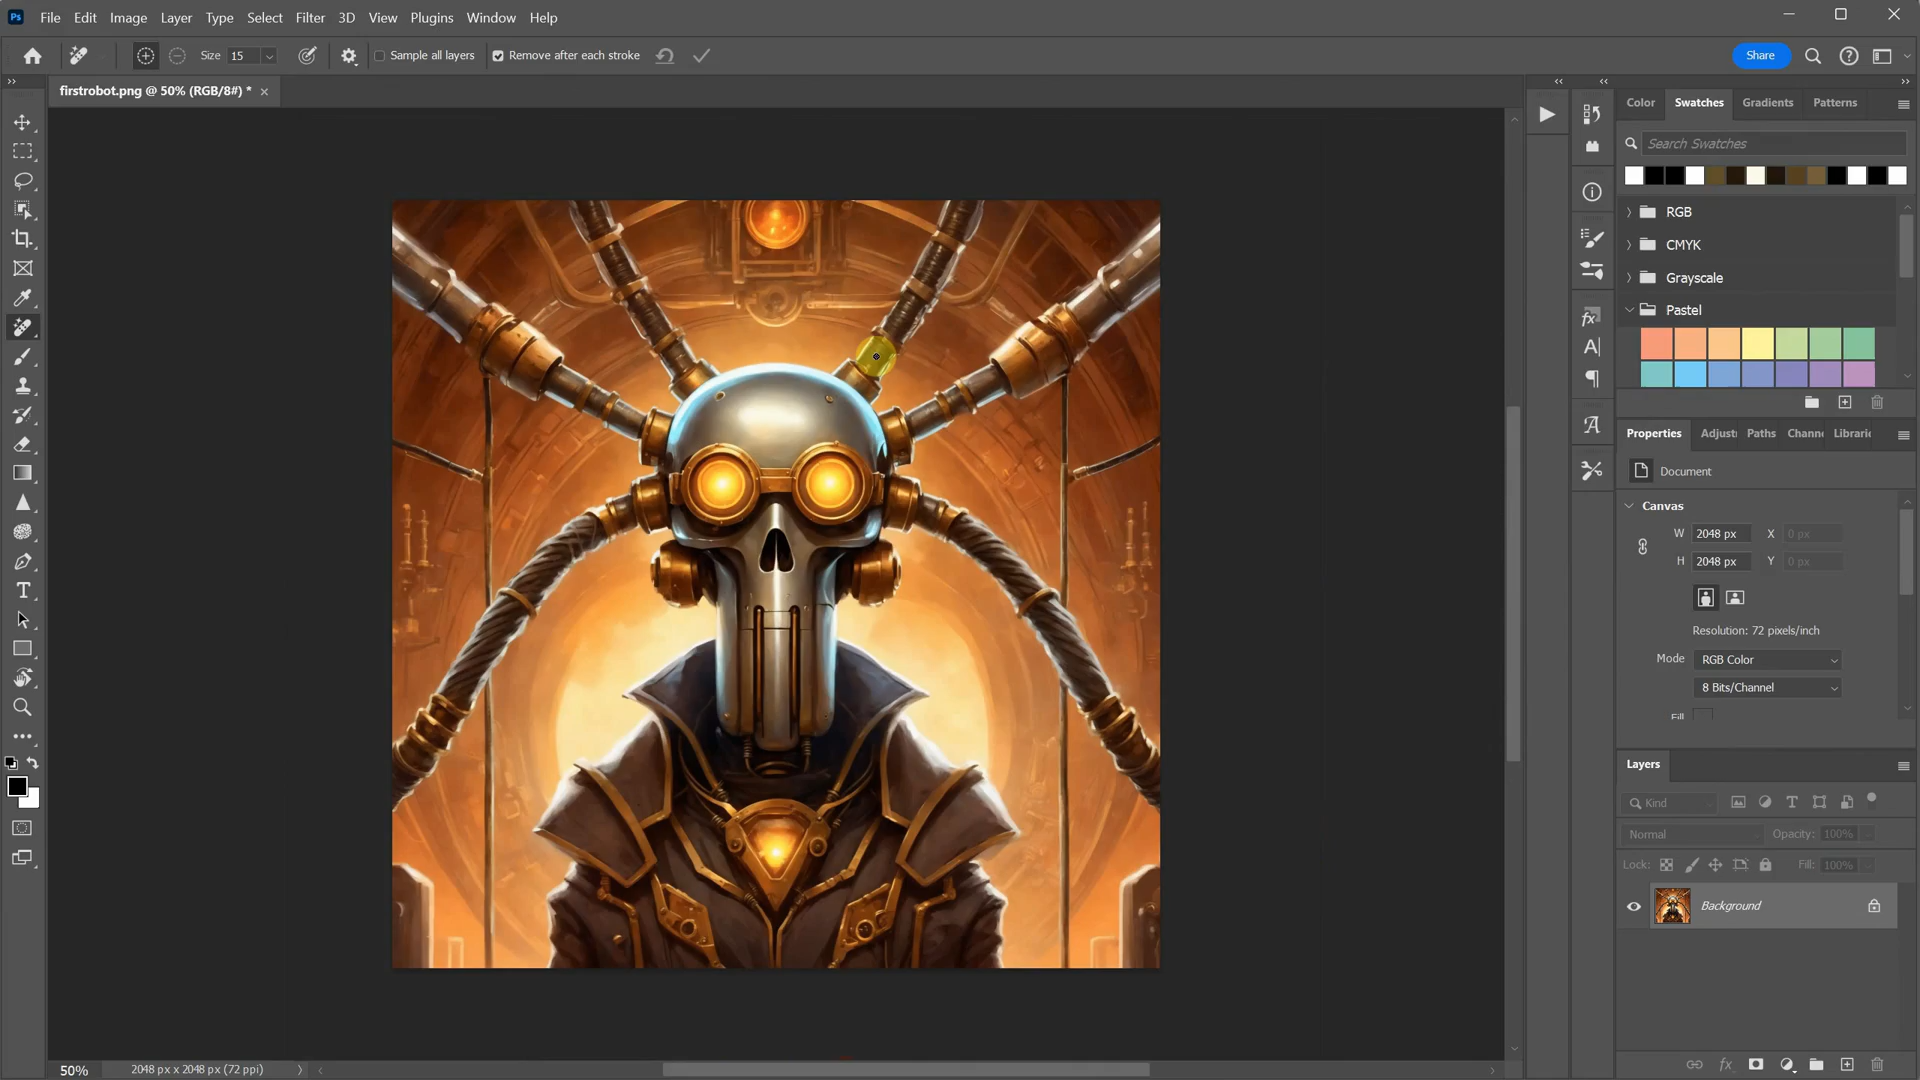 Ps File Edit Image Layer Type Select Filter 3D View Plugins Window Help
Size 15 Sample all layers Remove after each stroke Share
firstrobot.png @ 50% (RGB/8#) *
Color Swatches Gradients Patterns
Search Swatches
RGB
CMYK
Grayscale
Pastel
Properties Adjust Paths Chann Librari
Document
Canvas
W 2048 px X 0 px
H 2048 px Y 0 px
Resolution: 72 pixels/inch
Mode RGB Color
8 Bits/Channel
Fill
Layers
Kind
Normal Opacity: 100%
Lock: Fill: 100%
Background
50% 2048 px x 2048 px (72 ppi)